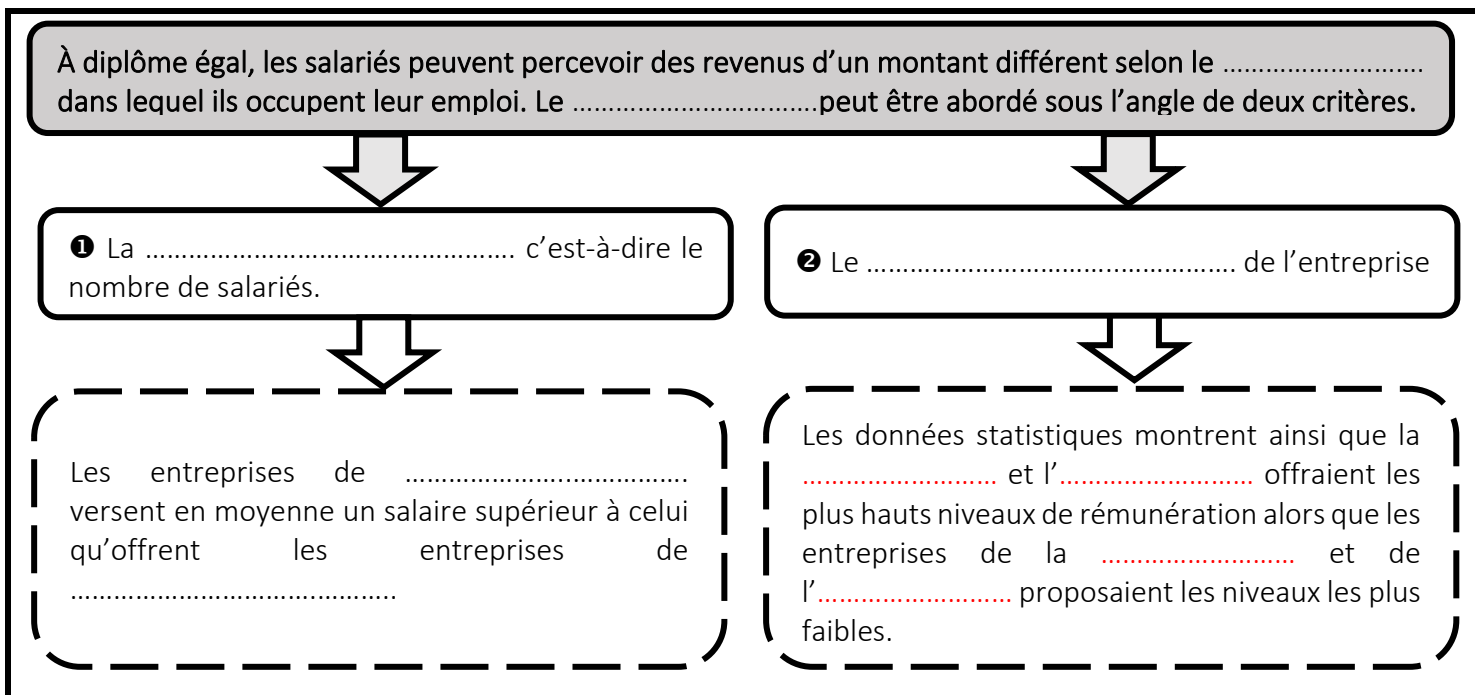 À diplôme égal, les salariés peuvent percevoir des revenus d’un montant différent selon le ……………………….
dans lequel ils occupent leur emploi. Le …………………………….peut être abordé sous l’angle de deux critères.
❶ La ……………………………..……………. c’est-à-dire le
nombre de salariés.
❷ Le ……………………………..……………. de l’entreprise
Les entreprises de …………………..…………….
versent en moyenne un salaire supérieur à celui
qu’offrent les entreprises de
……………………………..………..
Les données statistiques montrent ainsi que la
……………………… et l’……………………… offraient les
plus hauts niveaux de rémunération alors que les
entreprises de la ……………………… et de
l’……………………… proposaient les niveaux les plus
faibles.